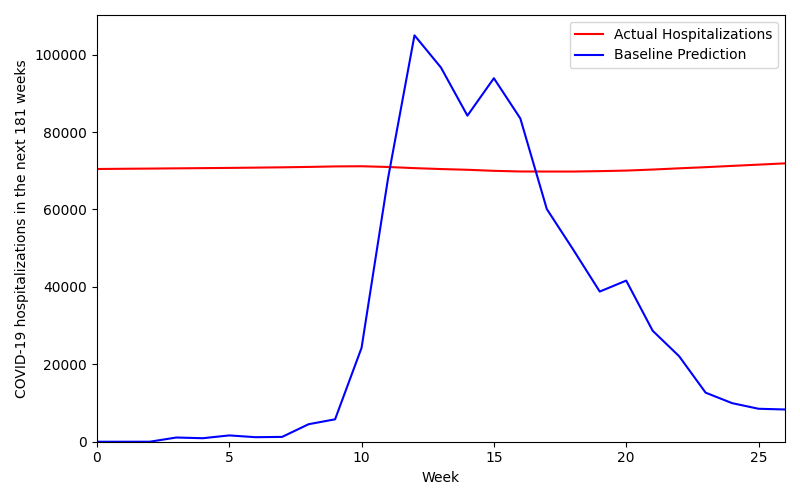 Actual Hospitalizations
Baseline Prediction
COVID-19 hospitalizations in the next 181 weeks
100000
80000
60000
40000
20000
0
0 5 10 15 20 25
Week